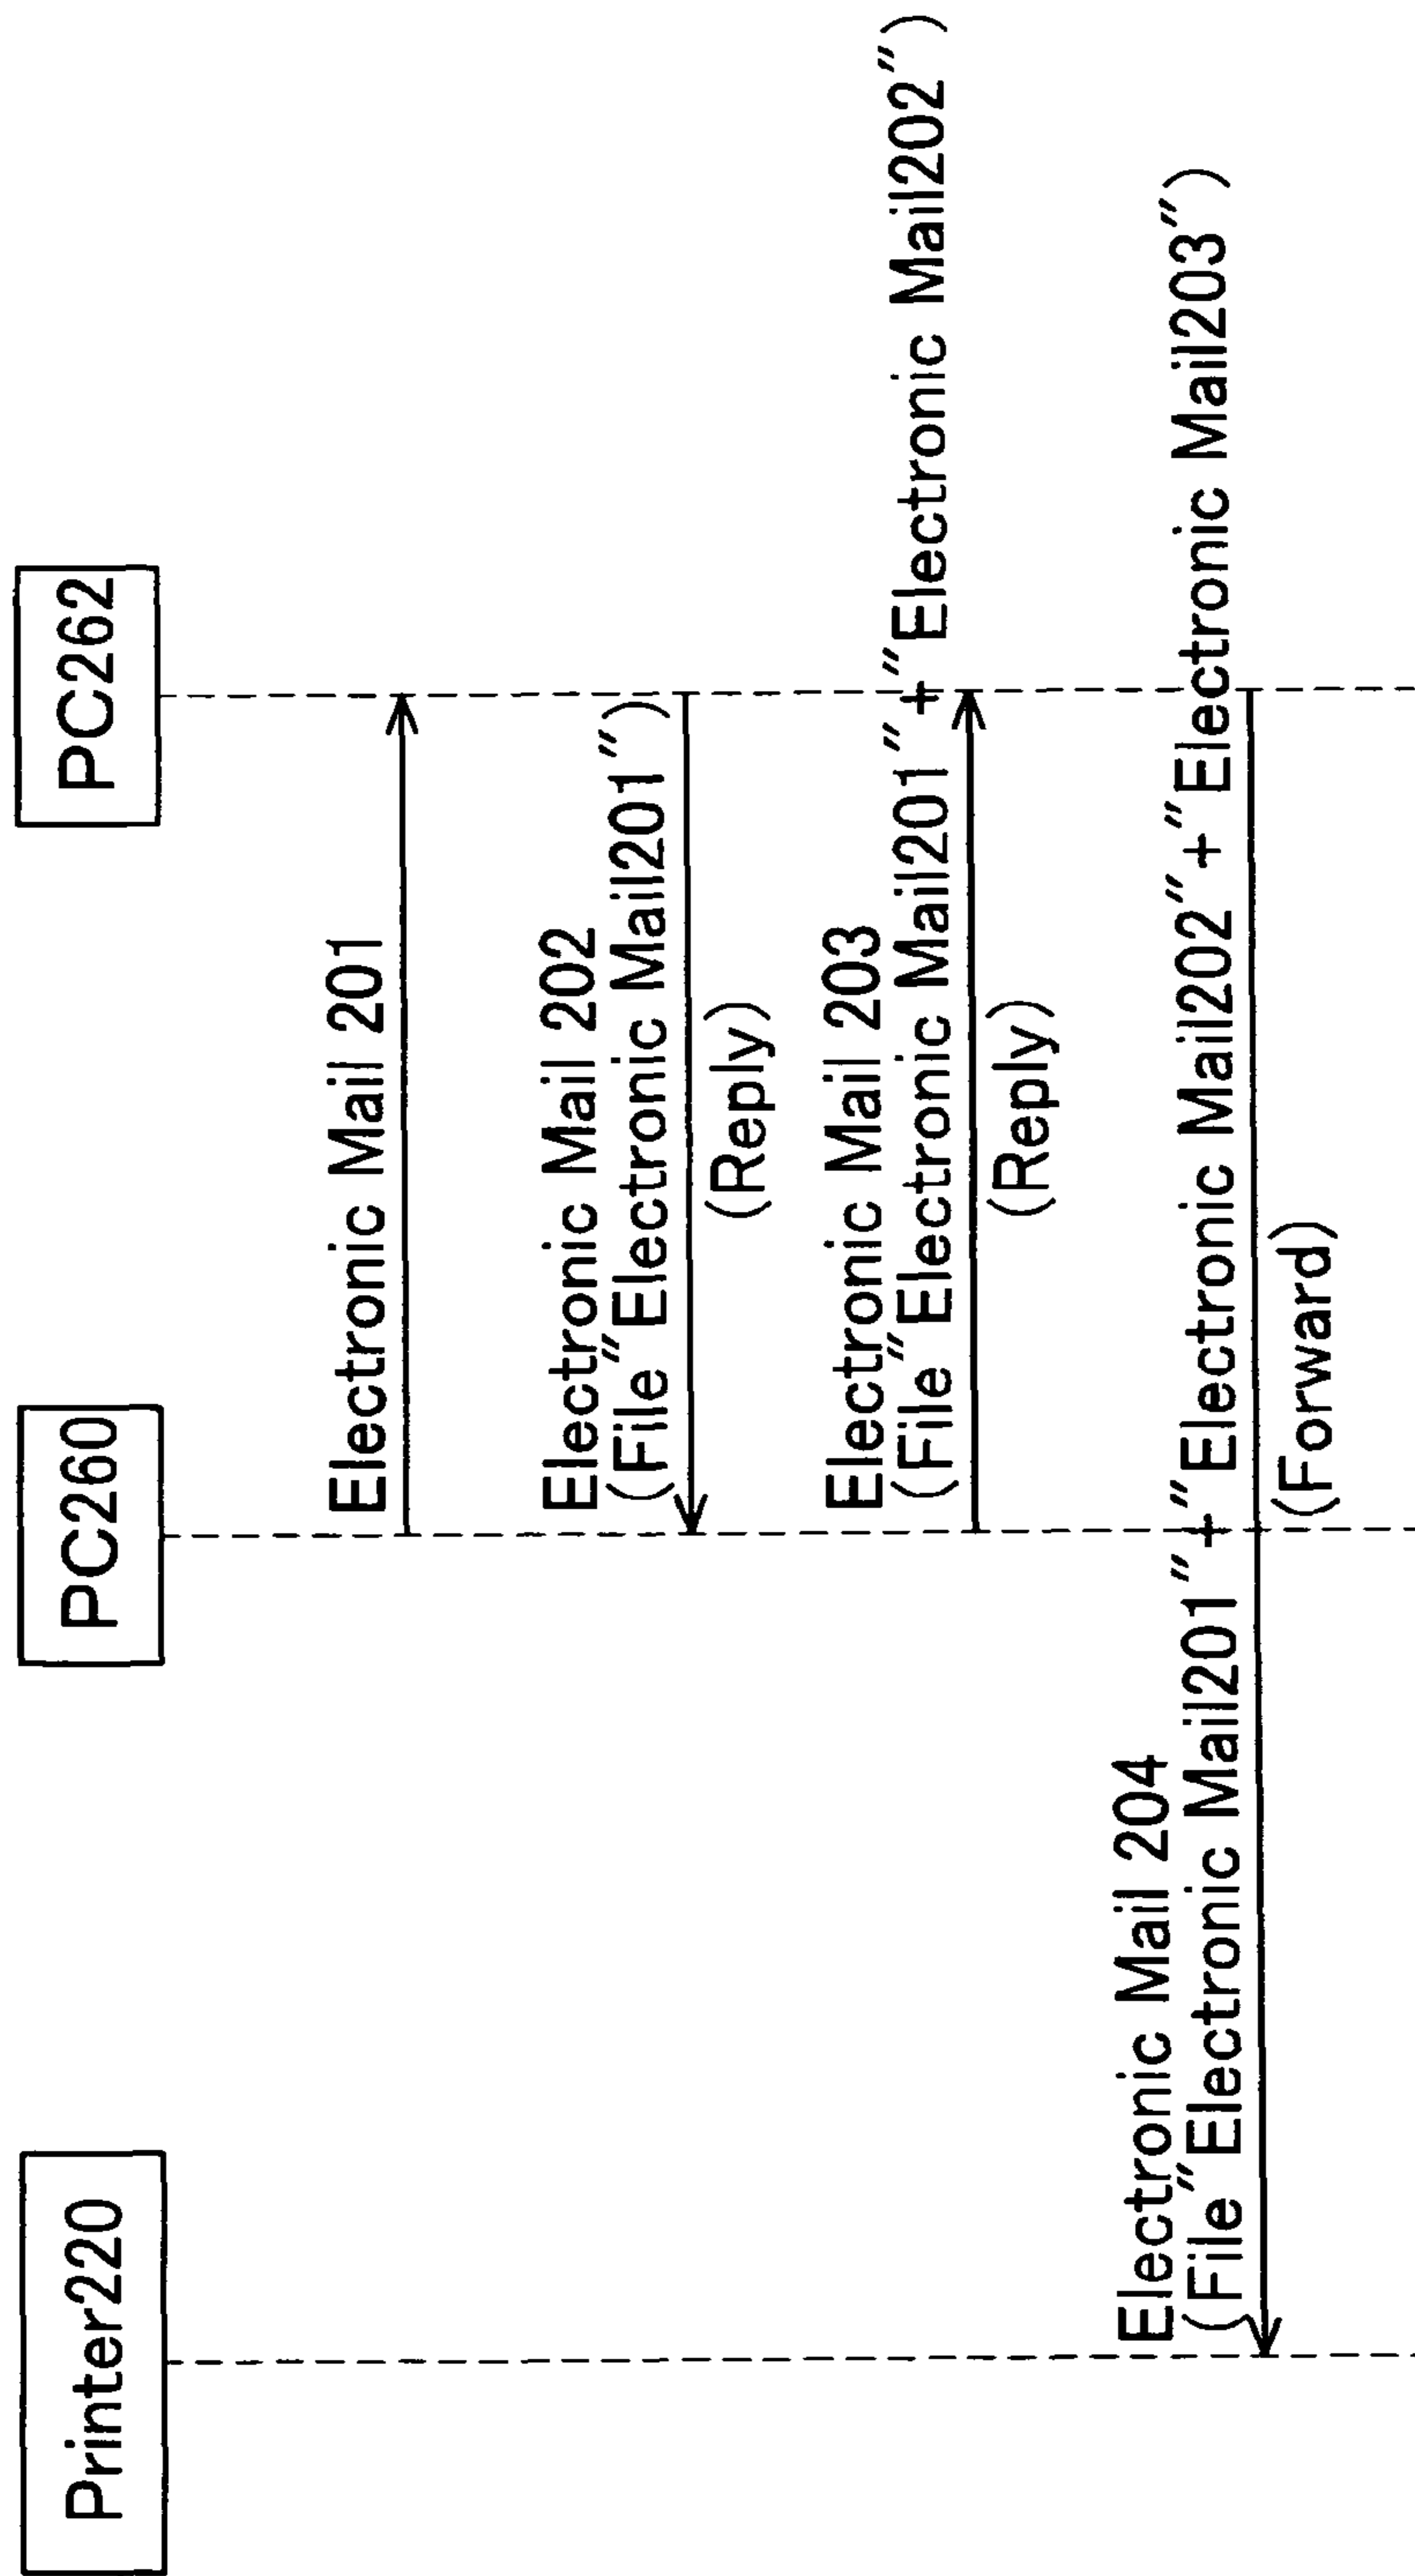 Printer220
PC260
PC262
Electronic Mail 201
Electronic Mail 202
(File"Electronic Mail201")
(Reply)
Electronic Mail 203
(File"Electronic Mail201"+"Electronic Mail202")
(Reply)
Electronic Mail 204
(File"Electronic Mail201"+"Electronic Mail202"+"Electronic Mail203")
(Forward)